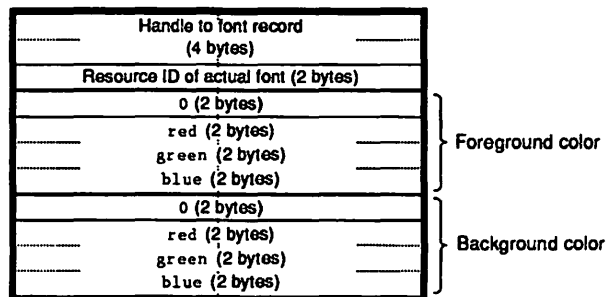 Handle to font record
(4 bytes)
Resource ID of actual font (2 bytes)
0 (2 bytes)
red (2 bytes)
green (2 bytes)
blue (2 bytes)
Foreground color
0 (2 bytes)
red (2 bytes)
green (2 bytes)
blue (2 bytes)
Background color